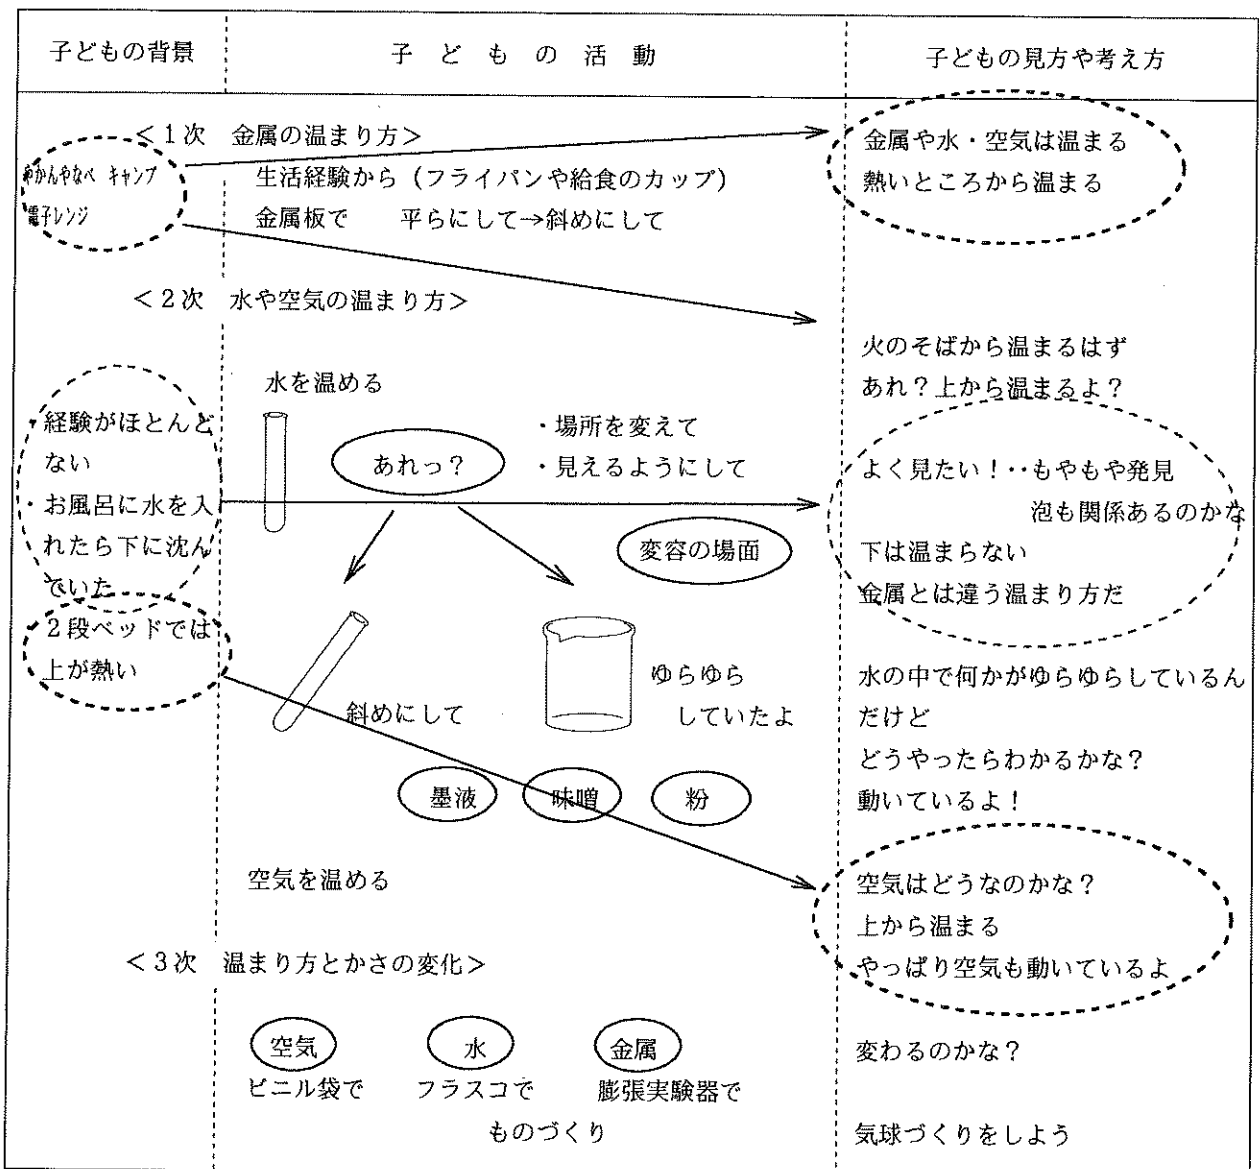 子どもの背景
子どもの活動
子どもの見方や考え方
＜1次　金属の温まり方＞
やかんやなべ キャンプ
電子レンジ
生活経験から（フライパンや給食のカップ）
金属板で　平らにして→斜めにして
金属や水・空気は温まる
熱いところから温まる
＜2次　水や空気の温まり方＞
火のそばから温まるはず
あれ？上から温まるよ？
水を温める
・経験がほとんど
ない
・お風呂に水を入
れたら下に沈ん
でいた
2段ベッドでは
上が熱い
あれっ？
・場所を変えて
・見えるようにして
変容の場面
よく見たい！‥もやもや発見
泡も関係あるのかな
下は温まらない
金属とは違う温まり方だ
斜めにして
ゆらゆら
していたよ
水の中で何かがゆらゆらしているん
だけど
どうやったらわかるかな？
動いているよ！
墨液
味噌
粉
空気を温める
空気はどうなのかな？
上から温まる
やっぱり空気も動いているよ
＜3次　温まり方とかさの変化＞
空気
水
金属
ビニル袋で
フラスコで
膨張実験器で
変わるのかな？
ものづくり
気球づくりをしよう